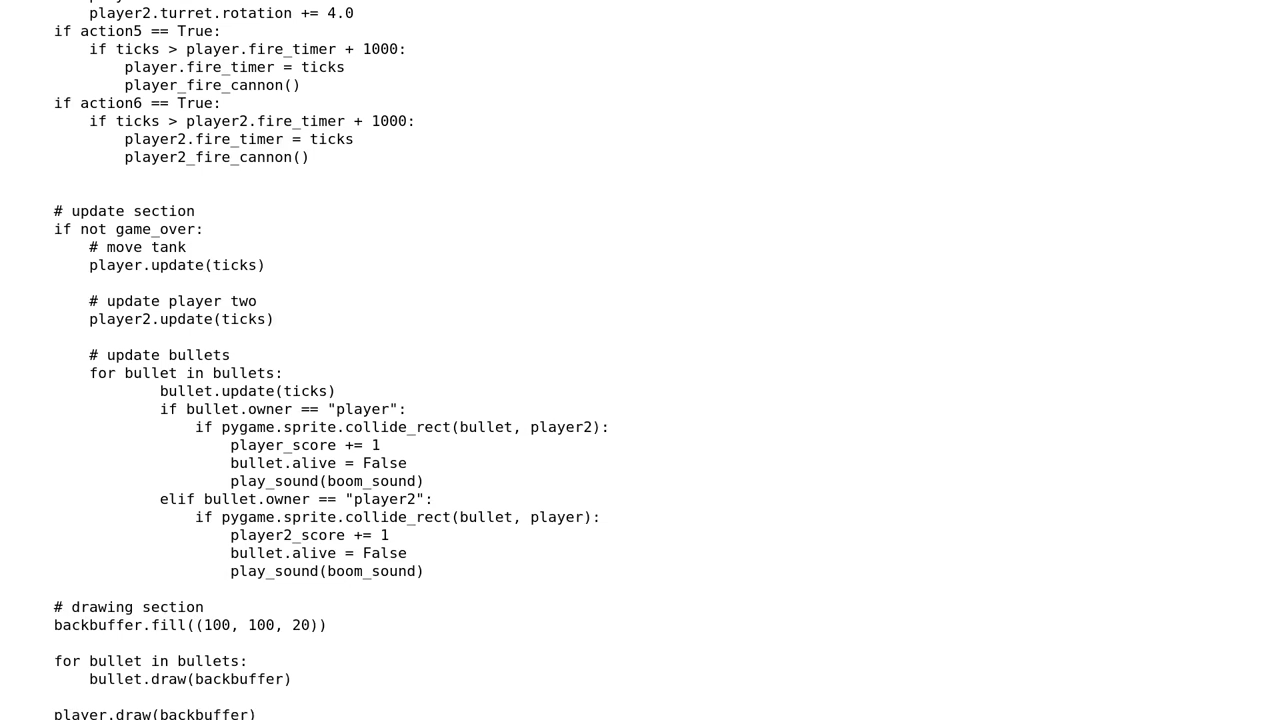 player2.turret.rotation += 4.0
if action5 == True:
if ticks > player.fire_timer + 1000:
player.fire_timer = ticks
player_fire_cannon()
if action6 == True:
if ticks > player2.fire_timer + 1000:
player2.fire_timer = ticks
player2_fire_cannon()
# update section
if not game_over:
# move tank
player.update(ticks)
# update player two
player2.update(ticks)
# update bullets
for bullet in bullets:
bullet.update(ticks)
if bullet.owner == "player":
if pygame.sprite.collide_rect(bullet, player2):
player_score += 1
bullet.alive = False
play_sound(boom_sound)
elif bullet.owner == "player2":
if pygame.sprite.collide_rect(bullet, player):
player2_score += 1
bullet.alive = False
play_sound(boom_sound)
# drawing section
backbuffer.fill((100, 100, 20))
for bullet in bullets:
bullet.draw(backbuffer)
player.draw(backbuffer)